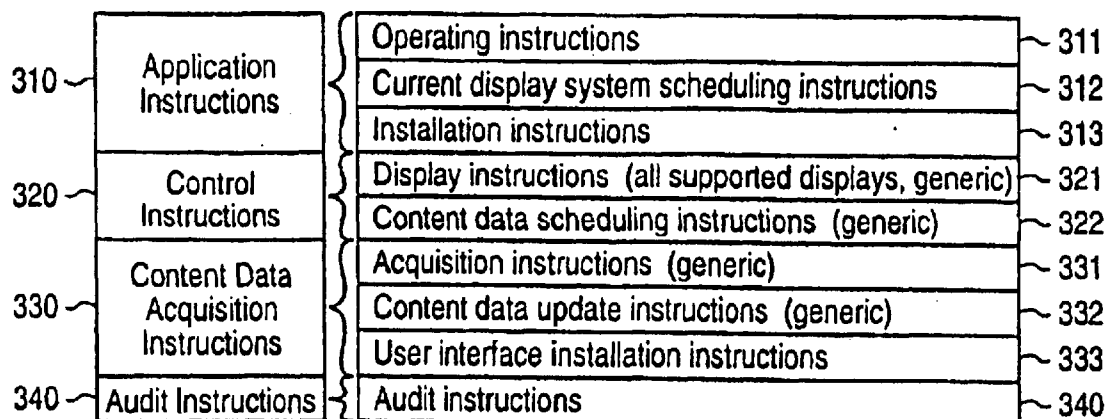 310 Application Instructions
Operating instructions 311
Current display system scheduling instructions 312
Installation instructions 313
320 Control Instructions
Display instructions (all supported displays, generic) 321
Content data scheduling instructions (generic) 322
330 Content Data Acquisition Instructions
Acquisition instructions (generic) 331
Content data update instructions (generic) 332
User interface installation instructions 333
340 Audit Instructions
Audit instructions 340